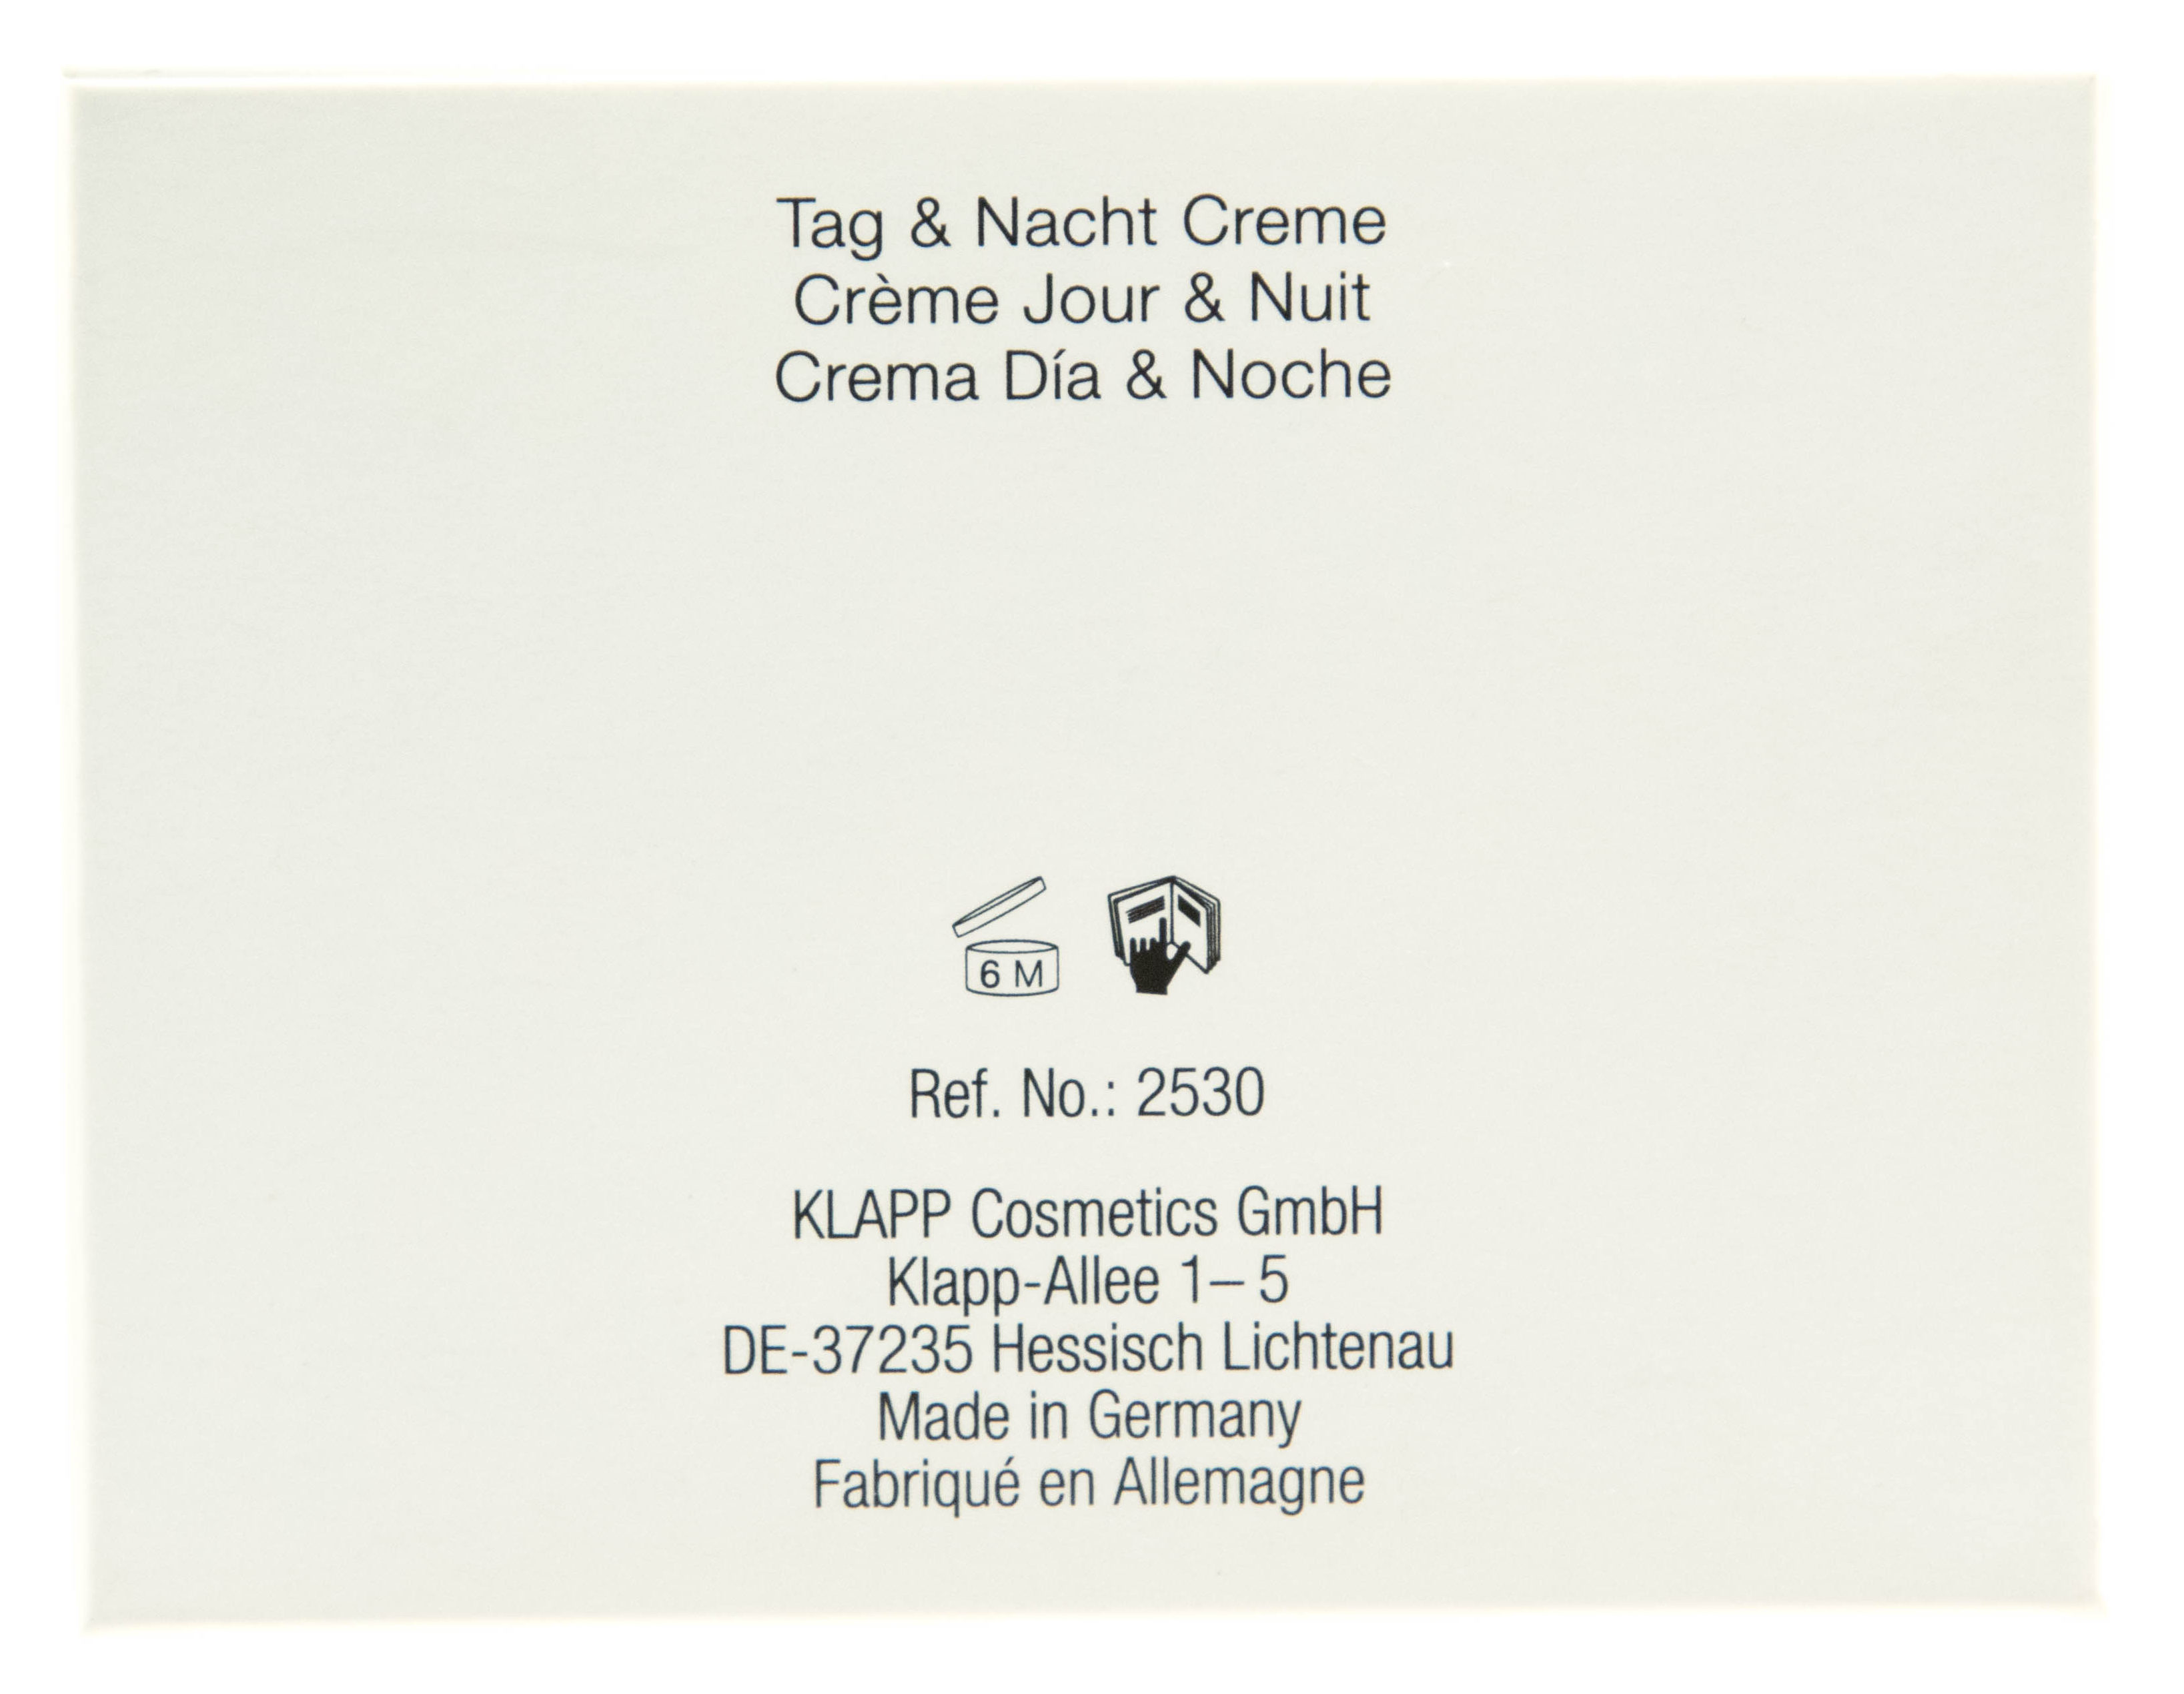 Tag & Nacht Creme
Crème Jour & Nuit
Crema Día & Noche
6 M
Ref. No.: 2530
KLAPP Cosmetics GmbH
Klapp-Allee 1–5
DE-37235 Hessisch Lichtenau
Made in Germany
Fabriqué en Allemagne